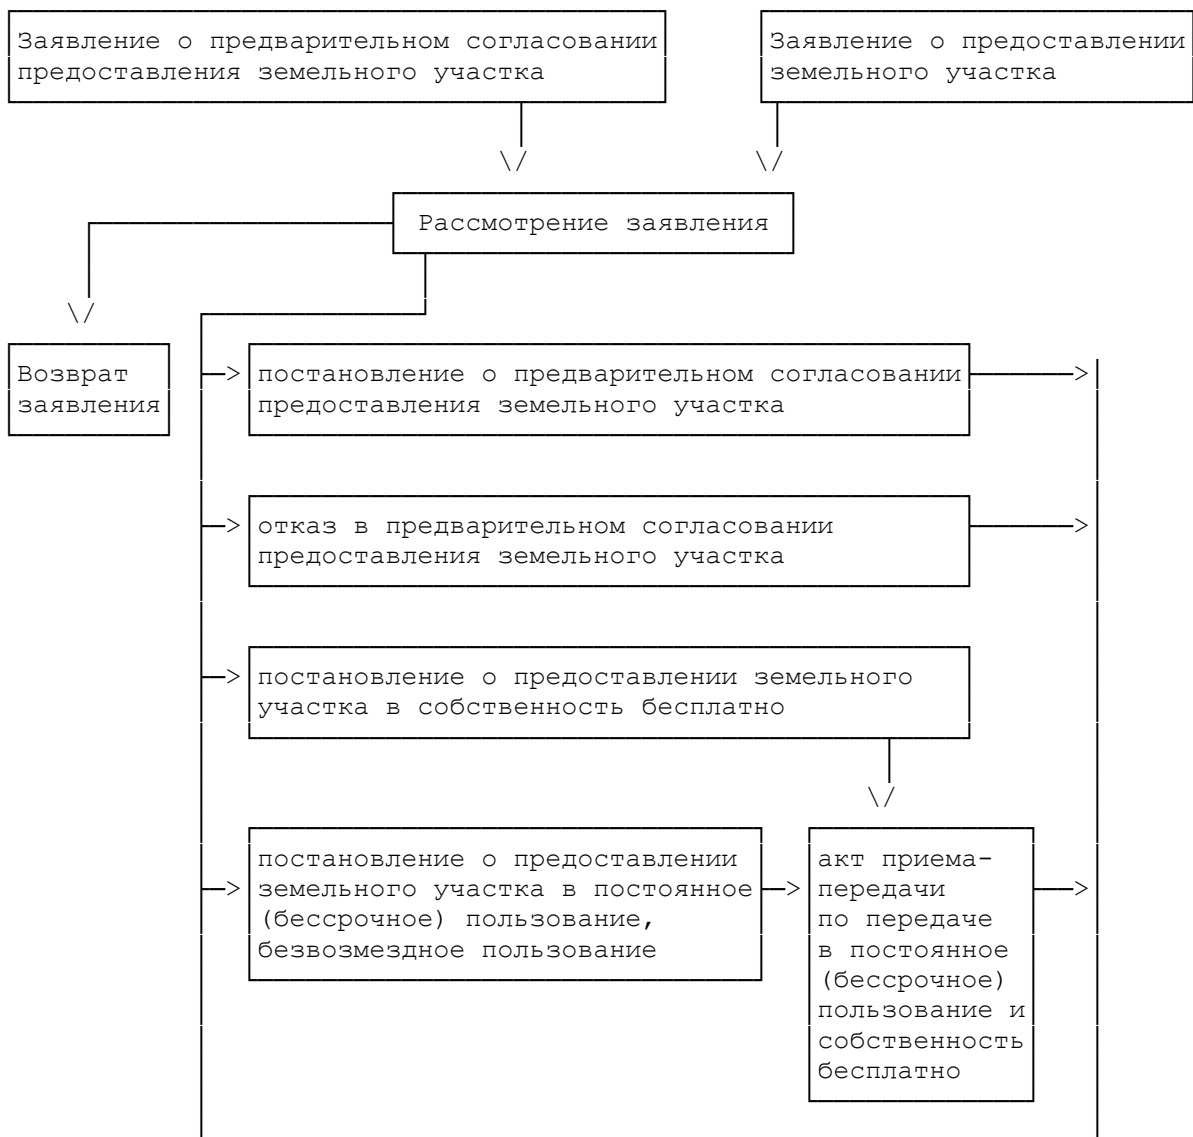 Заявление о предварительном согласовании
предоставления земельного участка
Заявление о предоставлении
земельного участка
Рассмотрение заявления
Возврат
заявления
постановление о предварительном согласовании
предоставления земельного участка
отказ в предварительном согласовании
предоставления земельного участка
постановление о предоставлении земельного
участка в собственность бесплатно
постановление о предоставлении
земельного участка в постоянное
(бессрочное) пользование,
безвозмездное пользование
акт приема-
передачи
по передаче
в постоянное
(бессрочное)
пользование и
собственность
бесплатно